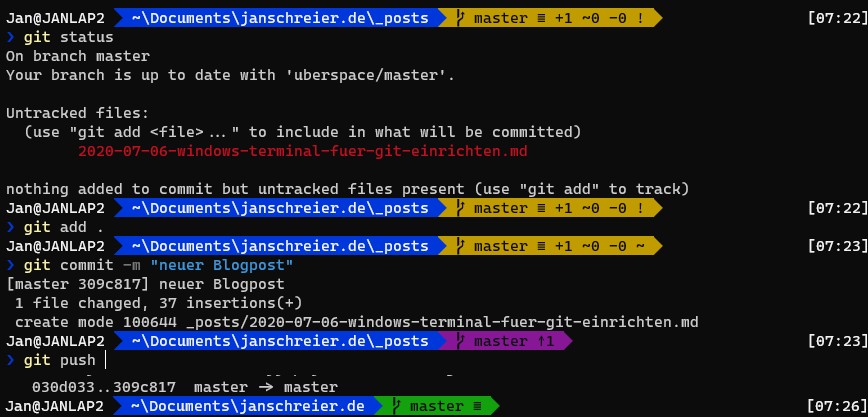 Jan@JANLAP2 ~\Documents\janschreier.de\_posts master ≡ +1 ~0 -0 ! [07:22]
❯ git status
On branch master
Your branch is up to date with 'uberspace/master'.
Untracked files:
(use "git add <file>..." to include in what will be committed)
2020-07-06-windows-terminal-fuer-git-einrichten.md
nothing added to commit but untracked files present (use "git add" to track)
Jan@JANLAP2 ~\Documents\janschreier.de\_posts master ≡ +1 ~0 -0 ! [07:22]
❯ git add .
Jan@JANLAP2 ~\Documents\janschreier.de\_posts master ≡ +1 ~0 -0 ~ [07:23]
❯ git commit -m "neuer Blogpost"
[master 309c817] neuer Blogpost
1 file changed, 37 insertions(+)
create mode 100644 _posts/2020-07-06-windows-terminal-fuer-git-einrichten.md
Jan@JANLAP2 ~\Documents\janschreier.de\_posts master ↑1 [07:23]
❯ git push
030d033..309c817 master -> master
Jan@JANLAP2 ~\Documents\janschreier.de master ≡ [07:26]